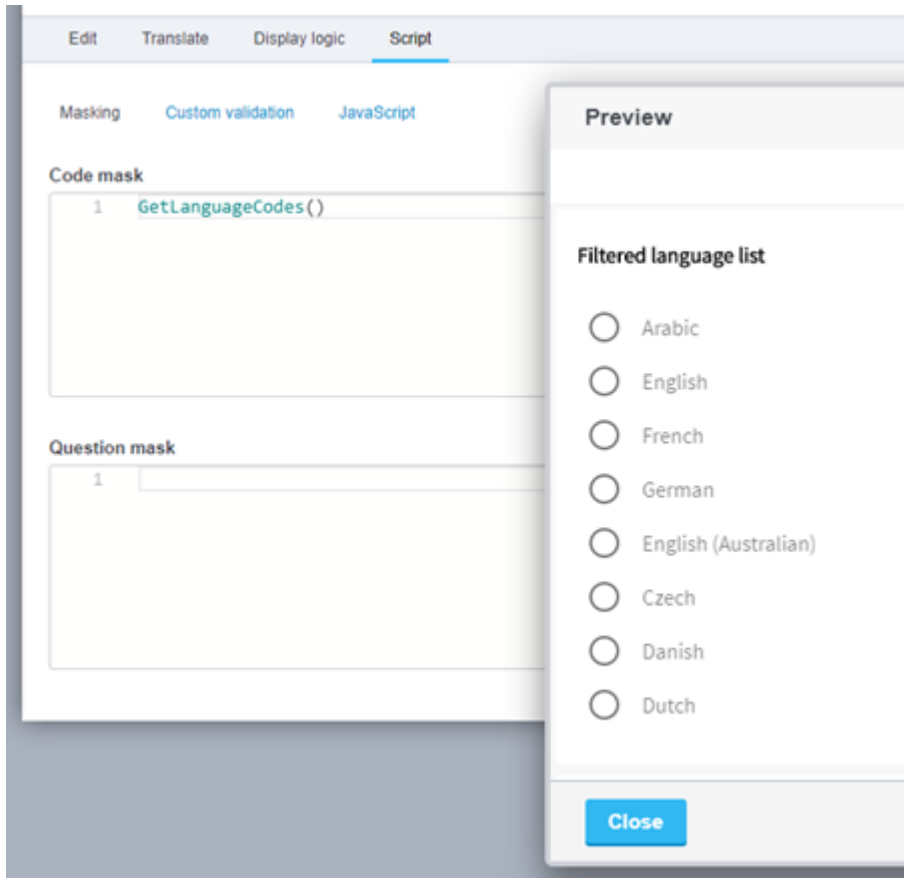 Edit Translate Display logic Script
Masking Custom validation JavaScript
Code mask
1 GetLanguageCodes()
Question mask
1
Preview
Filtered language list
Arabic
English
French
German
English (Australian)
Czech
Danish
Dutch
Close